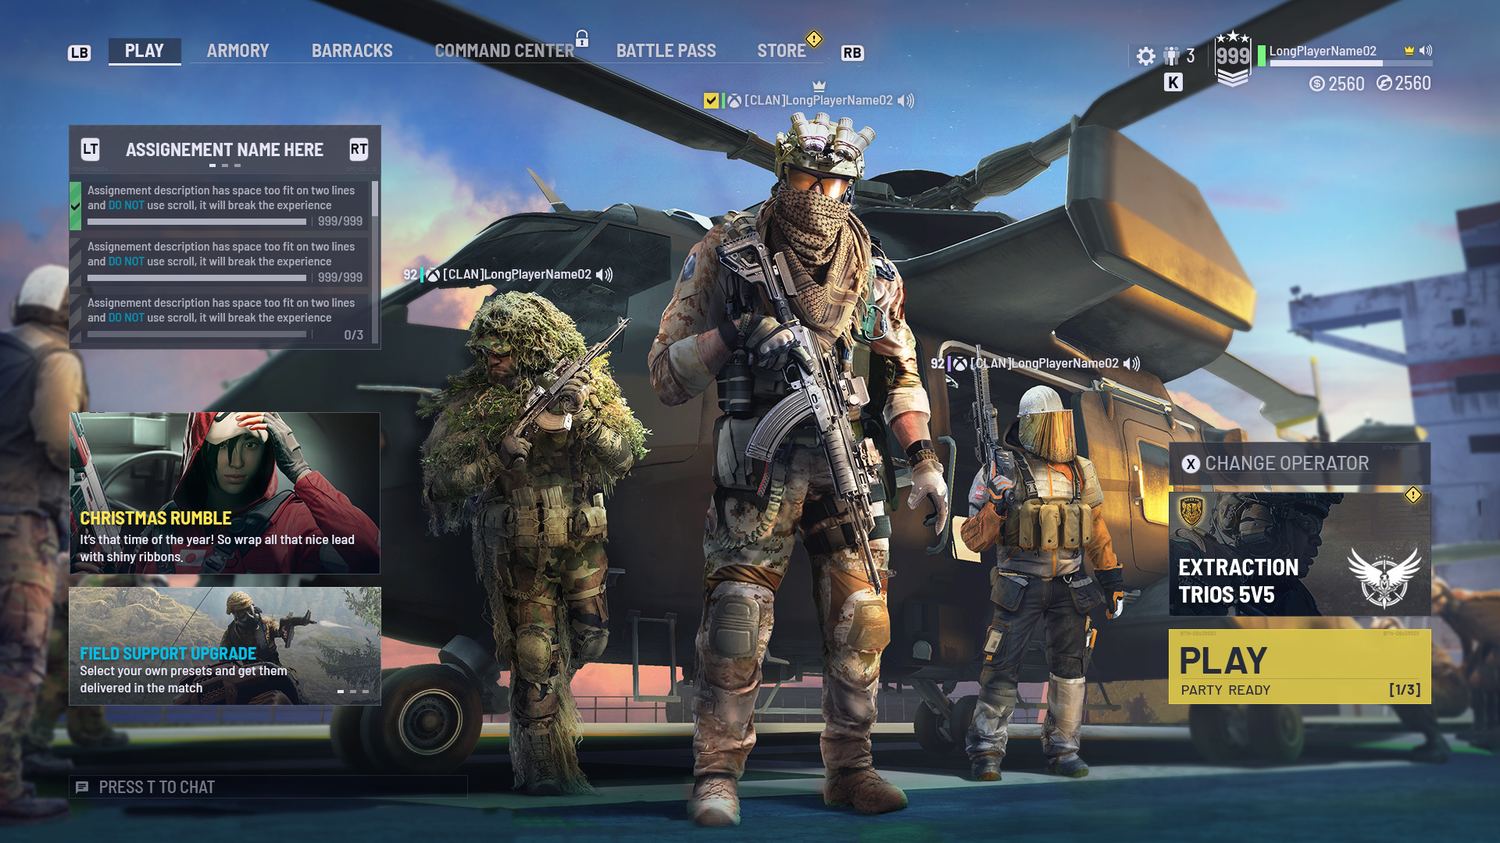 LB PLAY ARMORY BARRACKS COMMAND CENTER BATTLE PASS STORE RB
3 999 LongPlayerName02
K 2560 2560
[CLAN]LongPlayerName02
LT ASSIGNEMENT NAME HERE RT
Assignement description has space too fit on two lines
and DO NOT use scroll, it will break the experience
999/999
Assignement description has space too fit on two lines
and DO NOT use scroll, it will break the experience
999/999
Assignement description has space too fit on two lines
and DO NOT use scroll, it will break the experience
0/3
92 [CLAN]LongPlayerName02
92 [CLAN]LongPlayerName02
CHRISTMAS RUMBLE
It's that time of the year! So wrap all that nice lead
with shiny ribbons.
FIELD SUPPORT UPGRADE
Select your own presets and get them
delivered in the match
X CHANGE OPERATOR
EXTRACTION
TRIOS 5V5
PLAY
PARTY READY [1/3]
PRESS T TO CHAT